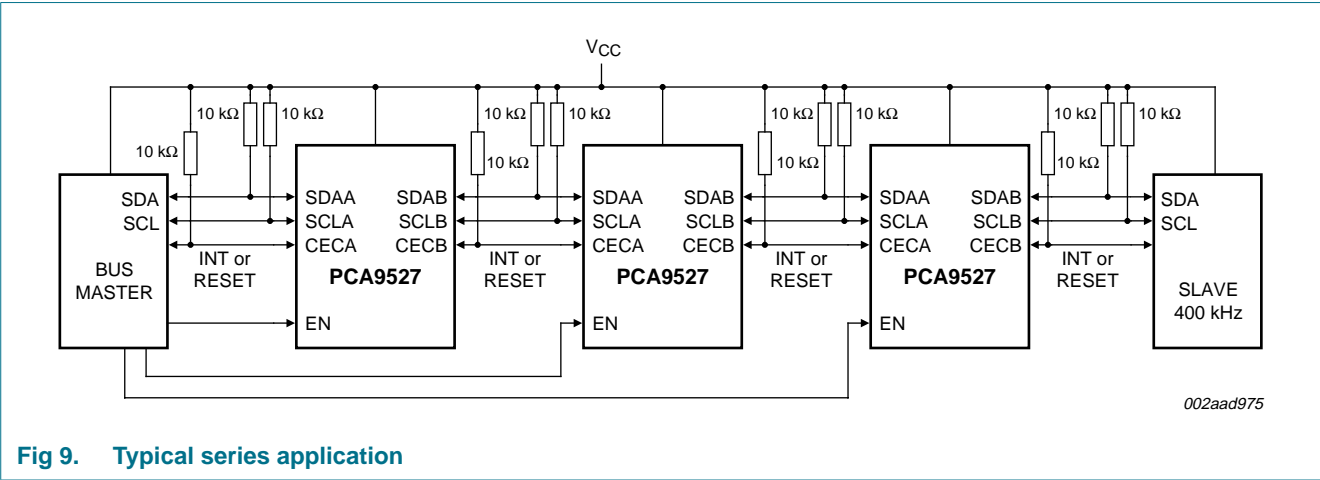 VCC
10 kΩ 10 kΩ 10 kΩ 10 kΩ 10 kΩ 10 kΩ 10 kΩ 10 kΩ
10 kΩ 10 kΩ 10 kΩ 10 kΩ
SDA SDAA SDAB SDAA SDAB SDAA SDAB SDA
SCL SCLA SCLB SCLA SCLB SCLA SCLB SCL
CECA CECB CECA CECB CECA CECB
INT or INT or INT or INT or
RESET RESET RESET RESET
BUS
MASTER
PCA9527 PCA9527 PCA9527
SLAVE
400 kHz
EN EN EN
002aad975
Fig 9. Typical series application